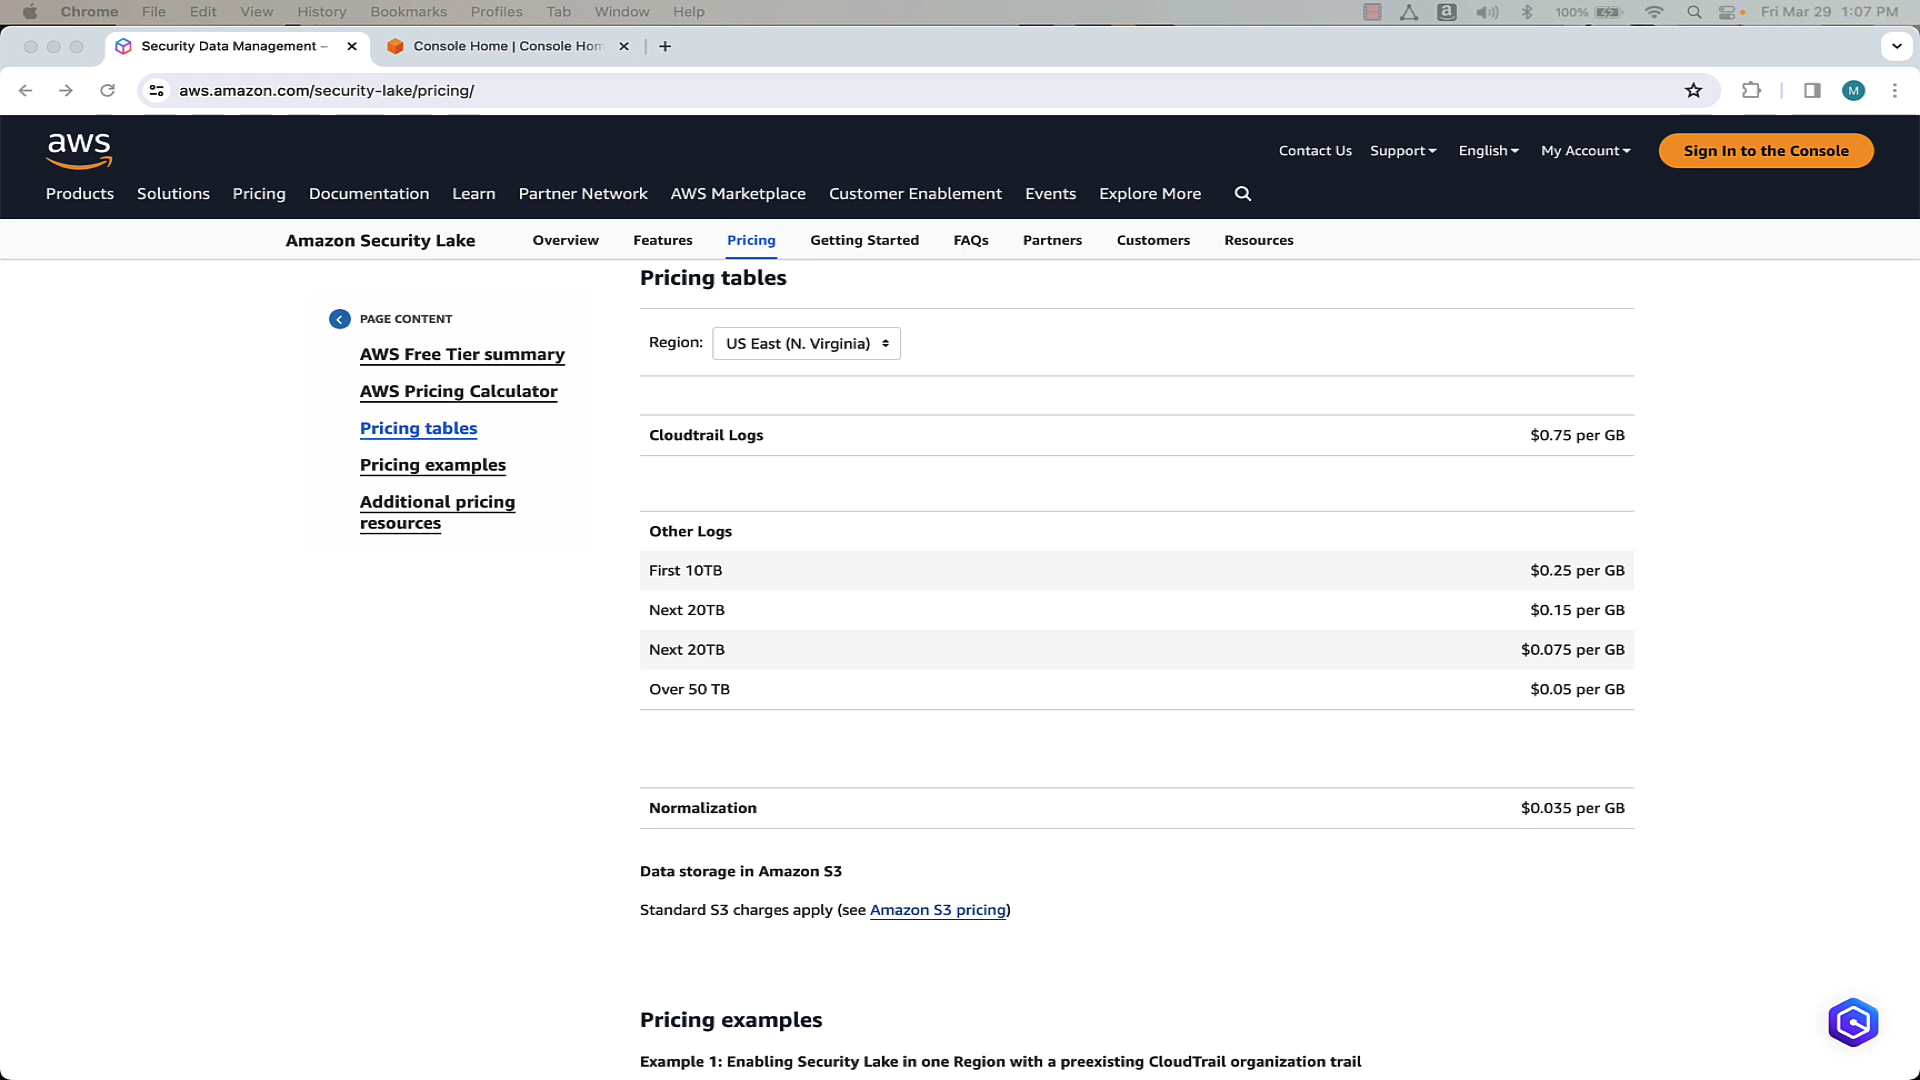 Chrome File Edit View History Bookmarks Profiles Tab Window Help 100% Fri Mar 29 1:07 PM
Security Data Management – Console Home | Console Hom
aws.amazon.com/security-lake/pricing/ M
aws
Contact Us Support English My Account Sign In to the Console
Products Solutions Pricing Documentation Learn Partner Network AWS Marketplace Customer Enablement Events Explore More
Amazon Security Lake Overview Features Pricing Getting Started FAQs Partners Customers Resources
PAGE CONTENT
AWS Free Tier summary
AWS Pricing Calculator
Pricing tables
Pricing examples
Additional pricing
resources
Pricing tables
Region: US East (N. Virginia)
Cloudtrail Logs $0.75 per GB
Other Logs
First 10TB $0.25 per GB
Next 20TB $0.15 per GB
Next 20TB $0.075 per GB
Over 50 TB $0.05 per GB
Normalization $0.035 per GB
Data storage in Amazon S3
Standard S3 charges apply (see Amazon S3 pricing)
Pricing examples
Example 1: Enabling Security Lake in one Region with a preexisting CloudTrail organization trail